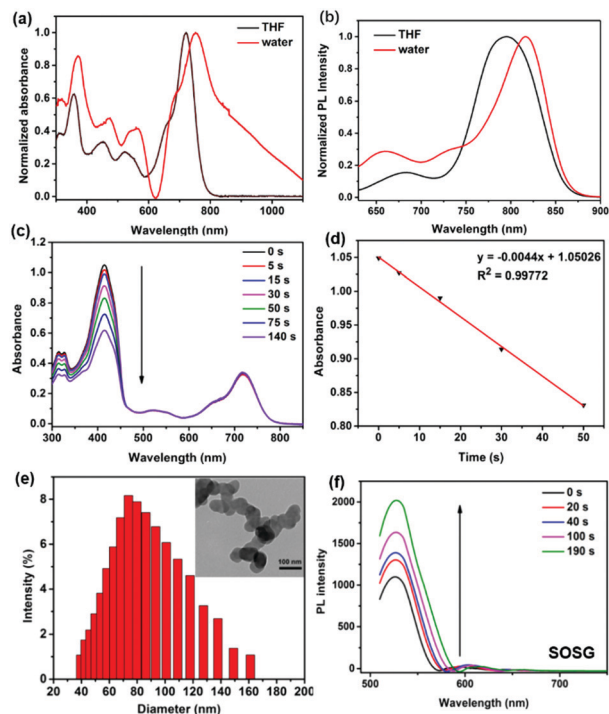 (a)
THF
water
Normalized absorbance
1.0
0.8
0.6
0.4
0.2
0.0
400 600 800 1000
Wavelength (nm)
(b)
THF
water
Normalized PL Intensity
1.0
0.8
0.6
0.4
0.2
0.0
650 700 750 800 850 900
Wavelength (nm)
(c)
0 s
5 s
15 s
30 s
50 s
75 s
140 s
Absorbance
1.2
1.0
0.8
0.6
0.4
0.2
0.0
300 400 500 600 700 800
Wavelength (nm)
(d)
y = -0.0044x + 1.05026
R² = 0.99772
Absorbance
1.05
1.00
0.95
0.90
0.85
0.80
0 10 20 30 40 50
Time (s)
(e)
100 nm
Intensity (%)
8
6
4
2
0
20 40 60 80 100 120 140 160 180 200
Diameter (nm)
(f)
0 s
20 s
40 s
100 s
190 s
SOSG
PL intensity
2000
1500
1000
500
0
500 600 700
Wavelength (nm)